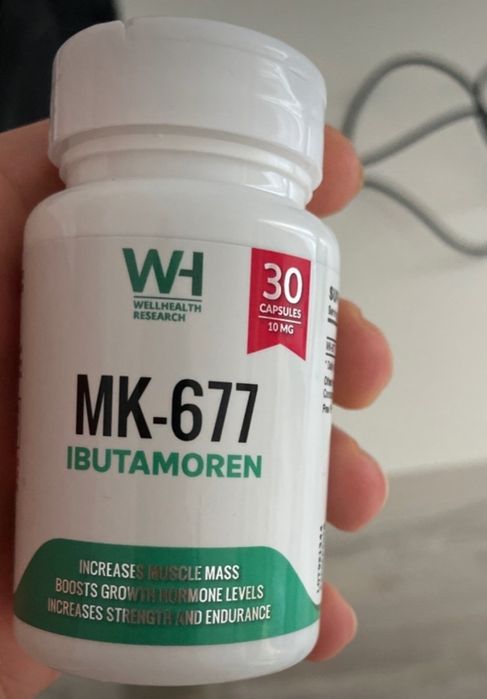 WH
WELLHEALTH
RESEARCH
30
CAPSULES
10 MG
MK-677
IBUTAMOREN
INCREASES MUSCLE MASS
BOOSTS GROWTH HORMONE LEVELS
INCREASES STRENGTH AND ENDURANCE